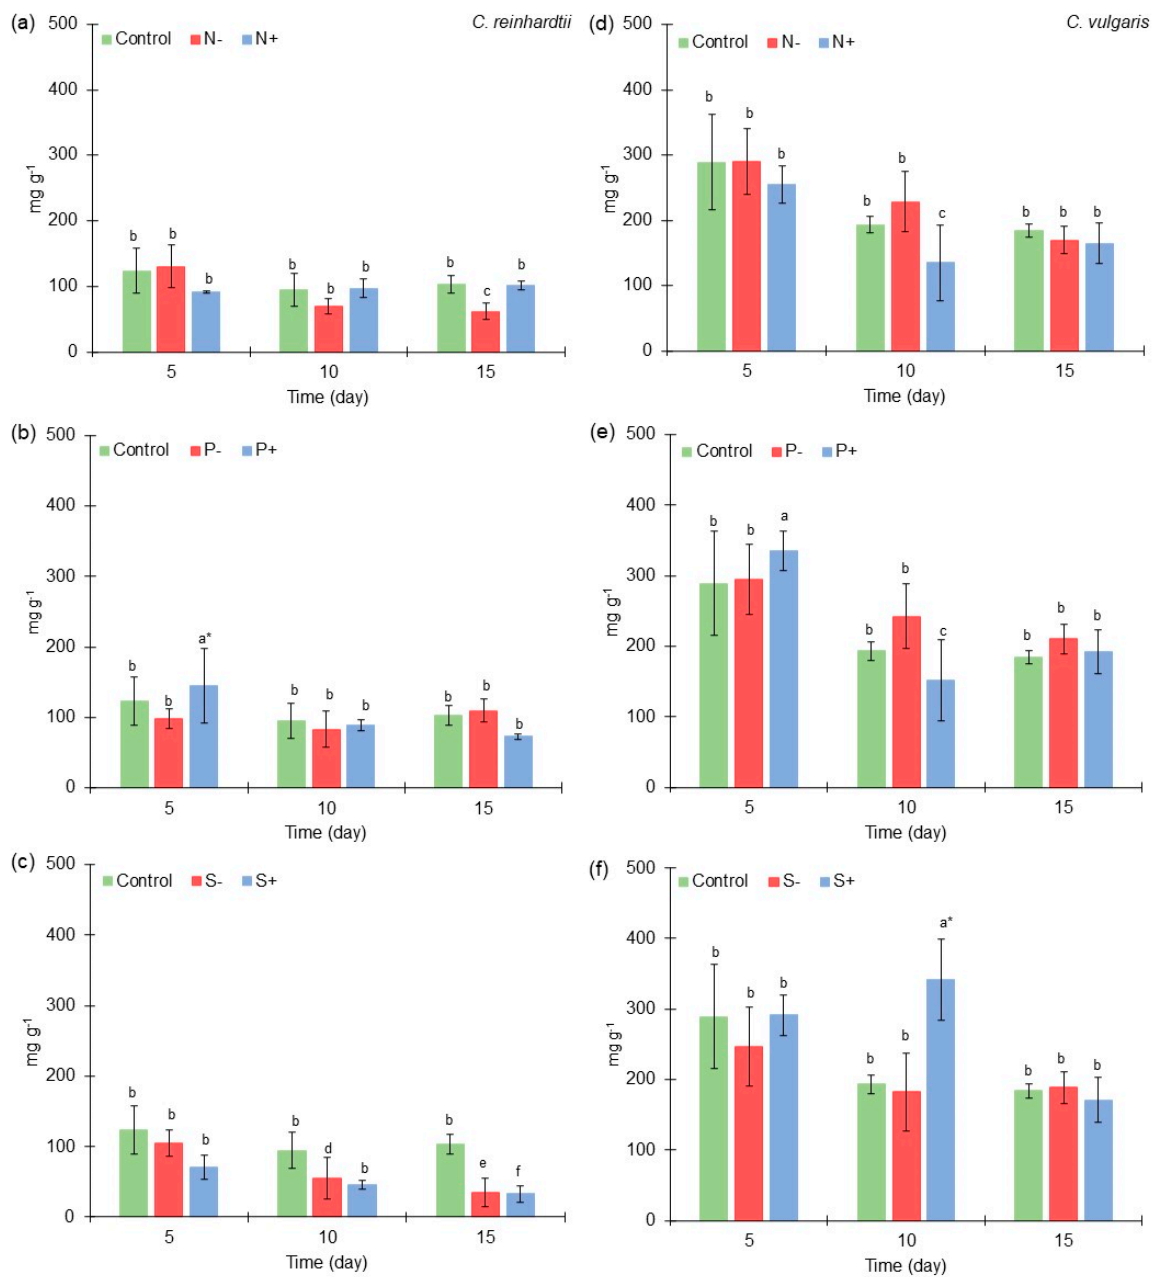 (a) C. reinhardtii
Control N- N+
500
400
300
200
100
0
mg g-1
b b b
b b b
b c b
5 10 15
Time (day)
(d) C. vulgaris
Control N- N+
500
400
300
200
100
0
mg g-1
b b b
b b c
b b b
5 10 15
Time (day)
(b)
Control P- P+
500
400
300
200
100
0
mg g-1
b b a*
b b b
b b b
5 10 15
Time (day)
(e)
Control P- P+
500
400
300
200
100
0
mg g-1
b b a
b b c
b b b
5 10 15
Time (day)
(c)
Control S- S+
500
400
300
200
100
0
mg g-1
b b b
b d b
b e f
5 10 15
Time (day)
(f)
Control S- S+
500
400
300
200
100
0
mg g-1
b b b
b b a*
b b b
5 10 15
Time (day)